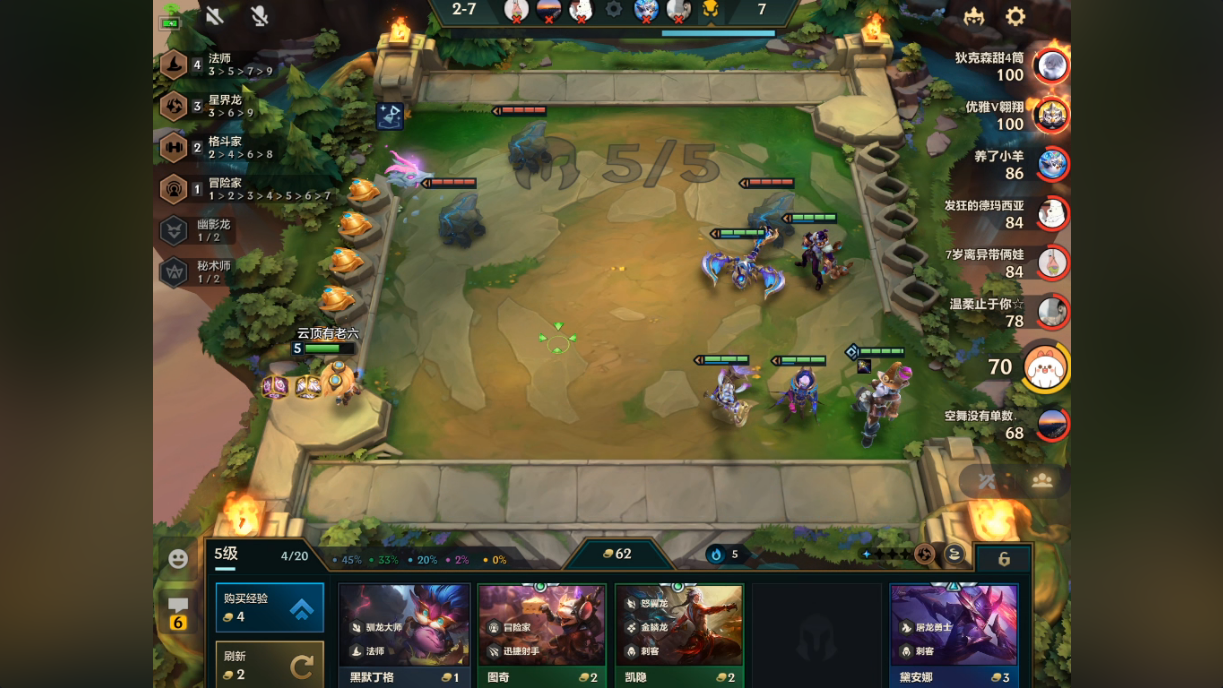 2-7
7
4 法师
3 > 5 > 7 > 9
3 星界龙
3 > 6 > 9
2 格斗家
2 > 4 > 6 > 8
1 冒险家
1 > 2 > 3 > 4 > 5 > 6 > 7
幽影龙
1 / 2
秘术师
1 / 2
5/5
狄克森甜4筒
100
优雅V翱翔
100
养了小羊
86
发狂的德玛西亚
84
7岁离异带俩娃
84
温柔止于你☆
78
70
空舞没有单数.
68
云顶有老六
5
5级
4/20
45% 33% 20% 2% 0%
62
5
6
6
购买经验
4
刷新
2
驯龙大师
法师
黑默丁格 1
冒险家
迅捷射手
图奇 2
怒翼龙
金鳞龙
刺客
凯隐 2
屠龙勇士
刺客
黛安娜 3